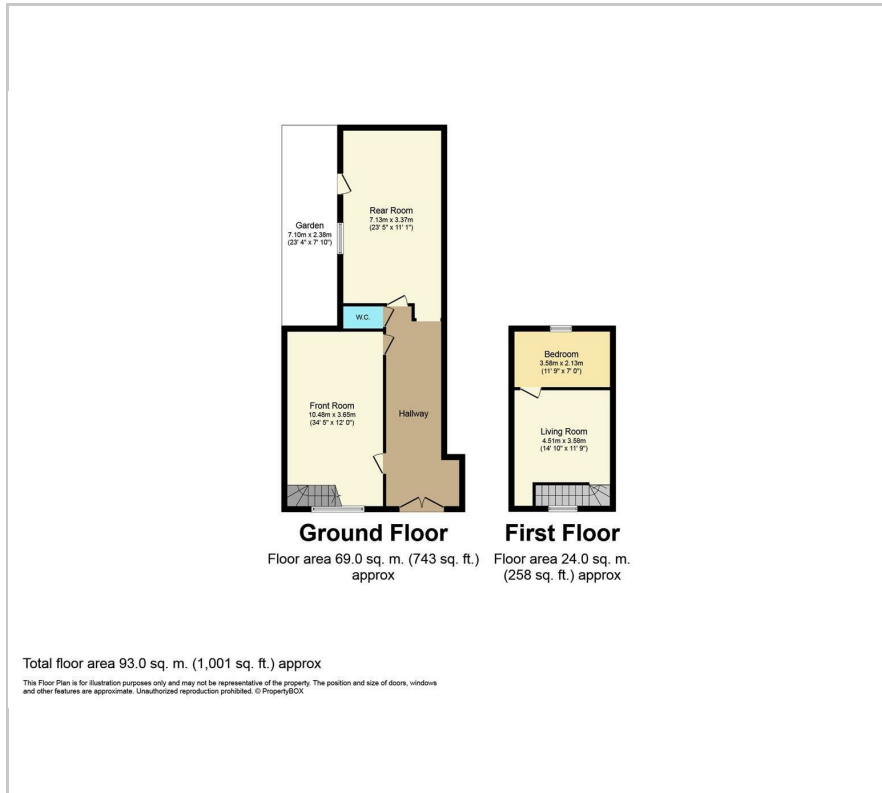 Garden
7.10m x 2.38m
(23' 4" x 7' 10")
Rear Room
7.13m x 3.37m
(23' 5" x 11' 1")
W.C.
Front Room
10.48m x 3.65m
(34' 5" x 12' 0")
Hallway
Bedroom
3.58m x 2.13m
(11' 9" x 7' 0")
Living Room
4.51m x 3.58m
(14' 10" x 11' 9")
Ground Floor
Floor area 69.0 sq. m. (743 sq. ft.)
approx
First Floor
Floor area 24.0 sq. m.
(258 sq. ft.) approx
Total floor area 93.0 sq. m. (1,001 sq. ft.) approx
This Floor Plan is for illustration purposes only and may not be representative of the property. The position and size of doors, windows
and other features are approximate. Unauthorized reproduction prohibited. © PropertyBOX